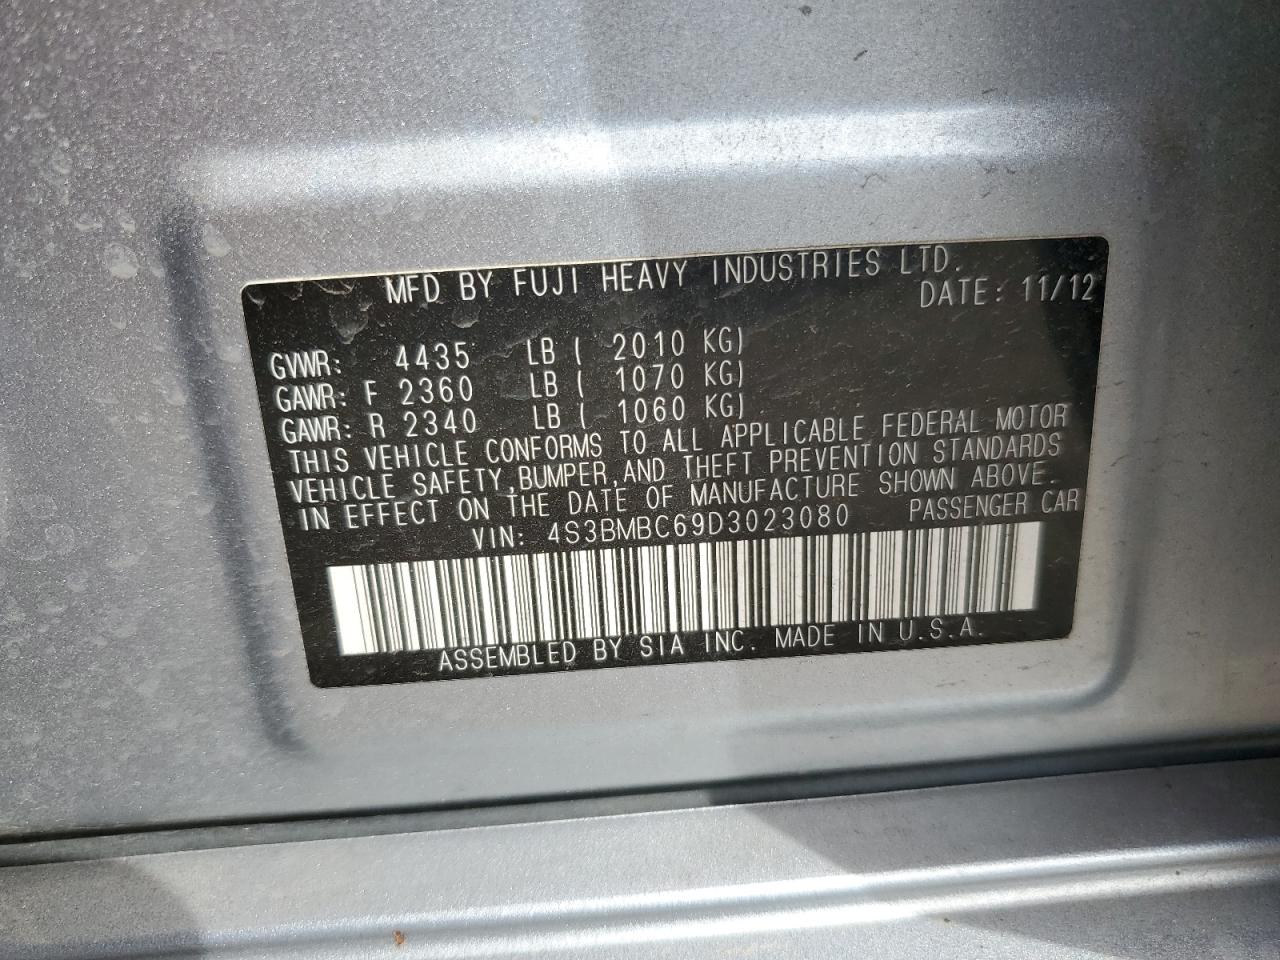 MFD BY FUJI HEAVY INDUSTRIES LTD.
DATE: 11/12
GVWR: 4435 LB ( 2010 KG)
GAWR: F 2360 LB ( 1070 KG)
GAWR: R 2340 LB ( 1060 KG)
THIS VEHICLE CONFORMS TO ALL APPLICABLE FEDERAL MOTOR
VEHICLE SAFETY, BUMPER, AND THEFT PREVENTION STANDARDS
IN EFFECT ON THE DATE OF MANUFACTURE SHOWN ABOVE.
VIN: 4S3BMBC69D3023080 PASSENGER CAR
ASSEMBLED BY SIA INC. MADE IN U.S.A.